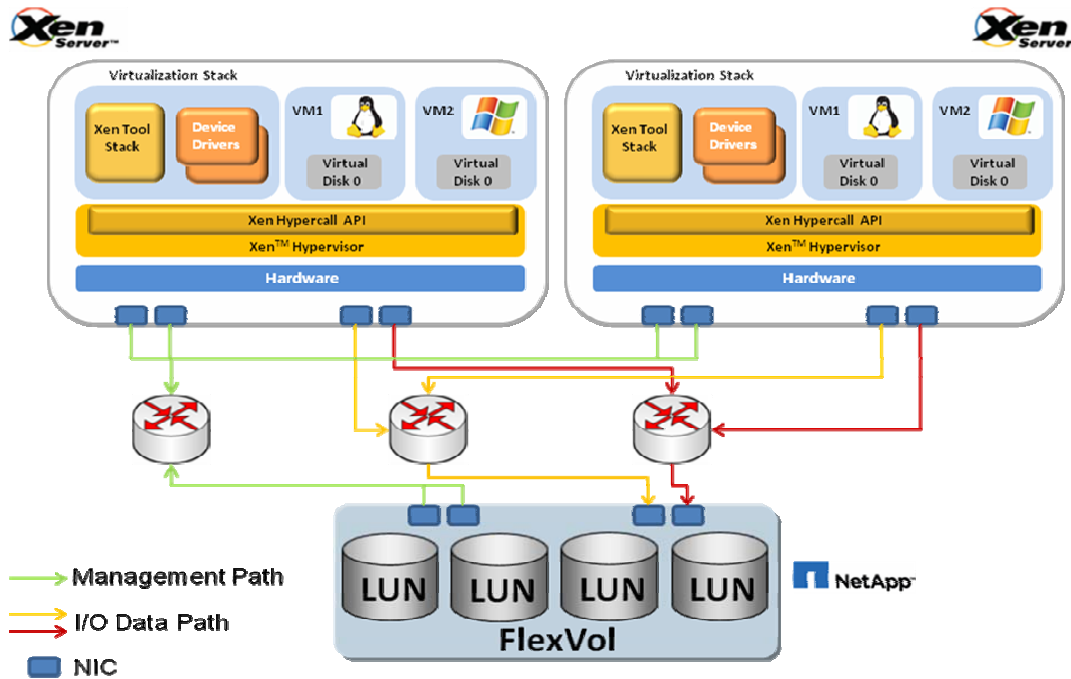 Xen
Server™
Xen
Server
Virtualization Stack
Xen Tool
Stack
Device
Drivers
VM1
Virtual
Disk 0
VM2
Virtual
Disk 0
Xen Hypercall API
Xen™ Hypervisor
Hardware
Virtualization Stack
Xen Tool
Stack
Device
Drivers
VM1
Virtual
Disk 0
VM2
Virtual
Disk 0
Xen Hypercall API
Xen™ Hypervisor
Hardware
LUN
LUN
LUN
LUN
FlexVol
NetApp™
Management Path
I/O Data Path
NIC